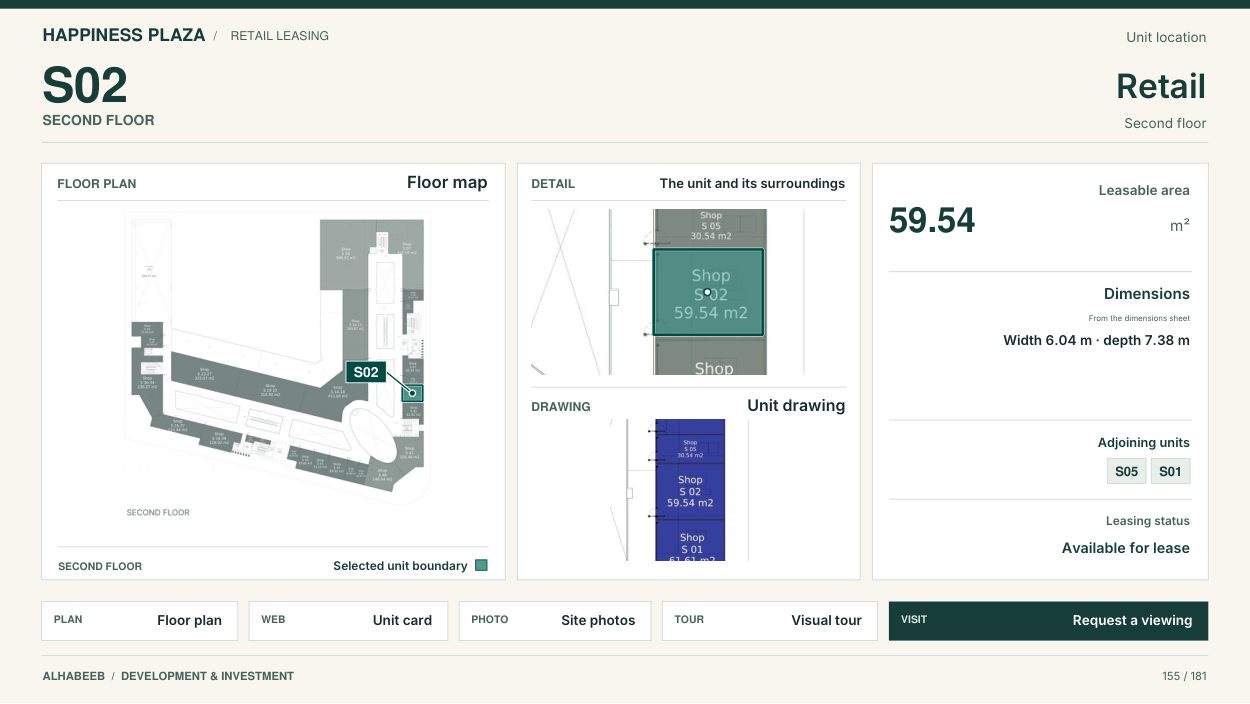 HAPPINESS PLAZA / RETAIL LEASING
Unit location
S02
Retail
SECOND FLOOR
Second floor
FLOOR PLAN
Floor map
S02
SECOND FLOOR
SECOND FLOOR
Selected unit boundary
DETAIL
The unit and its surroundings
Shop
S 05
30.54 m2
Shop
S 02
59.54 m2
Shop
DRAWING
Unit drawing
Shop
S 05
30.54 m2
Shop
S 02
59.54 m2
Shop
S 01
61.61 m2
Leasable area
59.54
m²
Dimensions
From the dimensions sheet
Width 6.04 m · depth 7.38 m
Adjoining units
S05 S01
Leasing status
Available for lease
PLAN Floor plan
WEB Unit card
PHOTO Site photos
TOUR Visual tour
VISIT Request a viewing
ALHABEEB / DEVELOPMENT & INVESTMENT
155 / 181